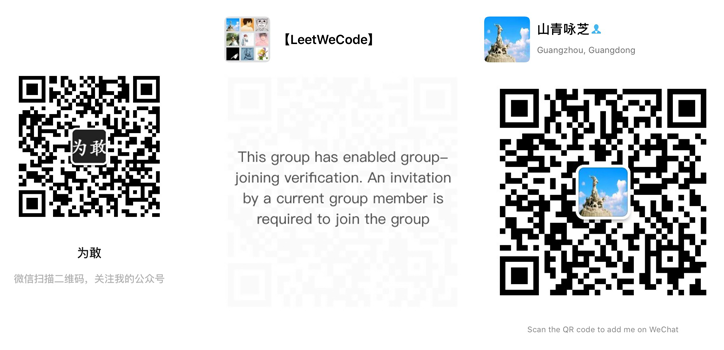 为敢
为敢
微信扫描二维码，关注我的公众号
【LeetWeCode】
This group has enabled group-
joining verification. An invitation
by a current group member is
required to join the group
山青咏芝
Guangzhou, Guangdong
Scan the QR code to add me on WeChat